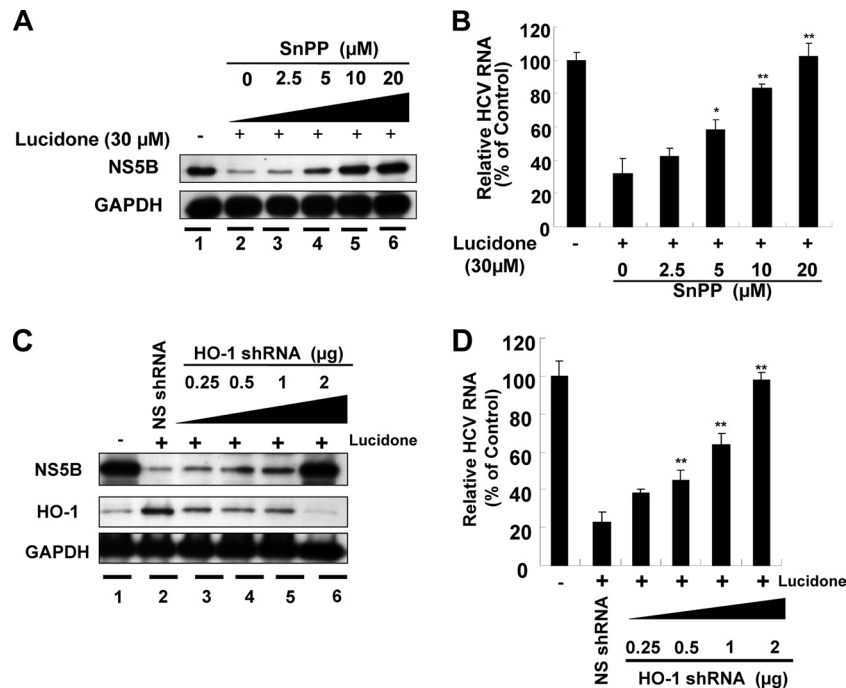 A
SnPP (µM)
0 2.5 5 10 20
Lucidone (30 µM) - + + + + +
NS5B
GAPDH
1 2 3 4 5 6
B
Relative HCV RNA
(% of Control)
120
100
80
60
40
20
0
* ** **
Lucidone
(30µM)
- + + + + +
0 2.5 5 10 20
SnPP (µM)
C
NS shRNA
HO-1 shRNA (µg)
0.25 0.5 1 2
- + + + + + Lucidone
NS5B
HO-1
GAPDH
1 2 3 4 5 6
D
Relative HCV RNA
(% of Control)
120
100
80
60
40
20
0
** ** **
- + + + + + Lucidone
NS shRNA
0.25 0.5 1 2
HO-1 shRNA (µg)